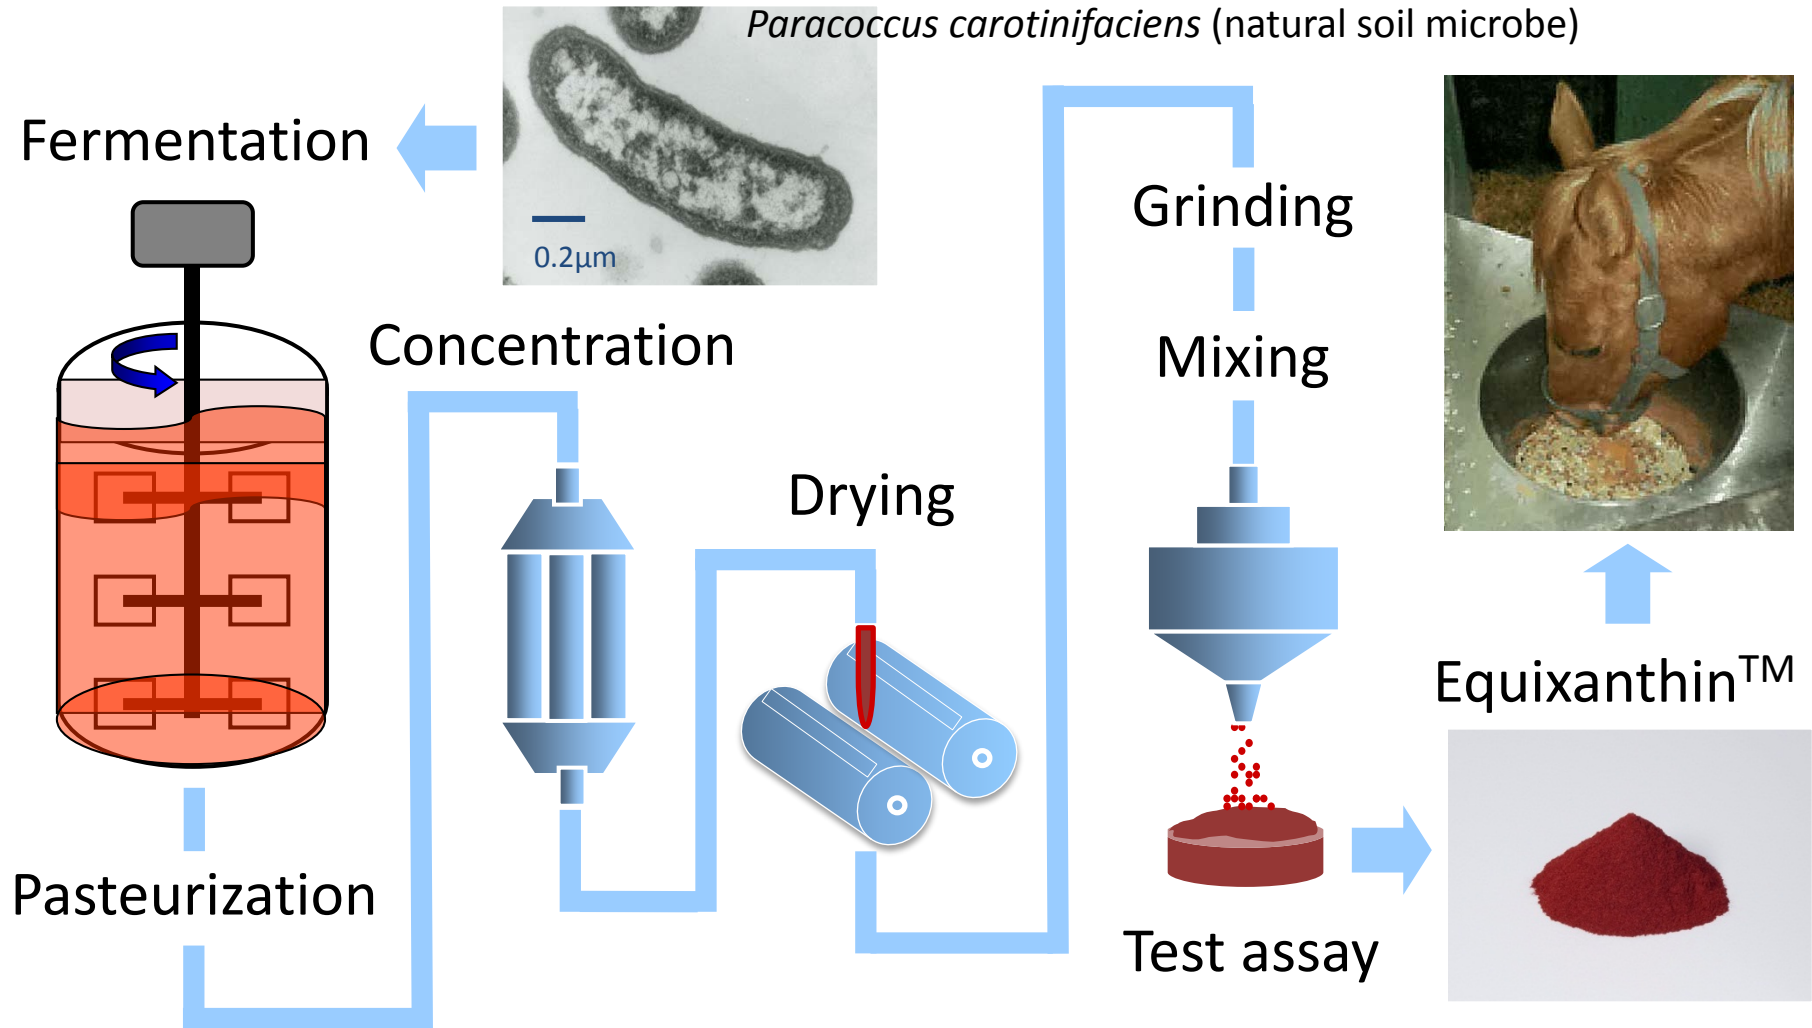 Paracoccus carotinifaciens (natural soil microbe)
Fermentation
0.2μm
Concentration
Pasteurization
Drying
Grinding
Mixing
Test assay
Equixanthin™